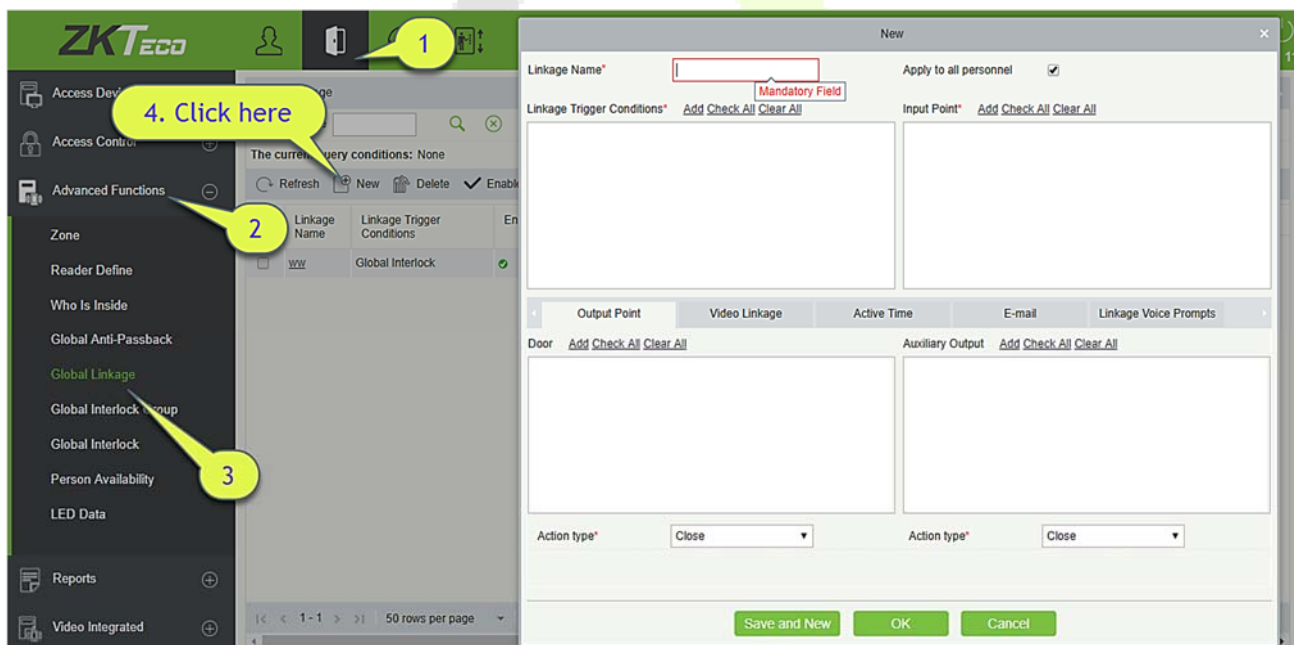 ZKTECO
1
New
Access Devi
ge
4. Click here
Access Control
The current query conditions: None
Refresh New Delete Enable
Advanced Functions
2
Linkage Name
Linkage Trigger Conditions
En
ww
Global Interlock
Zone
Reader Define
Who Is Inside
Global Anti-Passback
Global Linkage
Global Interlock Group
Global Interlock
Person Availability
3
LED Data
Reports
Video Integrated
1-1 50 rows per page
Linkage Name*
Mandatory Field
Apply to all personnel
Linkage Trigger Conditions* Add Check All Clear All
Input Point* Add Check All Clear All
Output Point Video Linkage Active Time E-mail Linkage Voice Prompts
Door Add Check All Clear All
Auxiliary Output Add Check All Clear All
Action type* Close
Action type* Close
Save and New OK Cancel